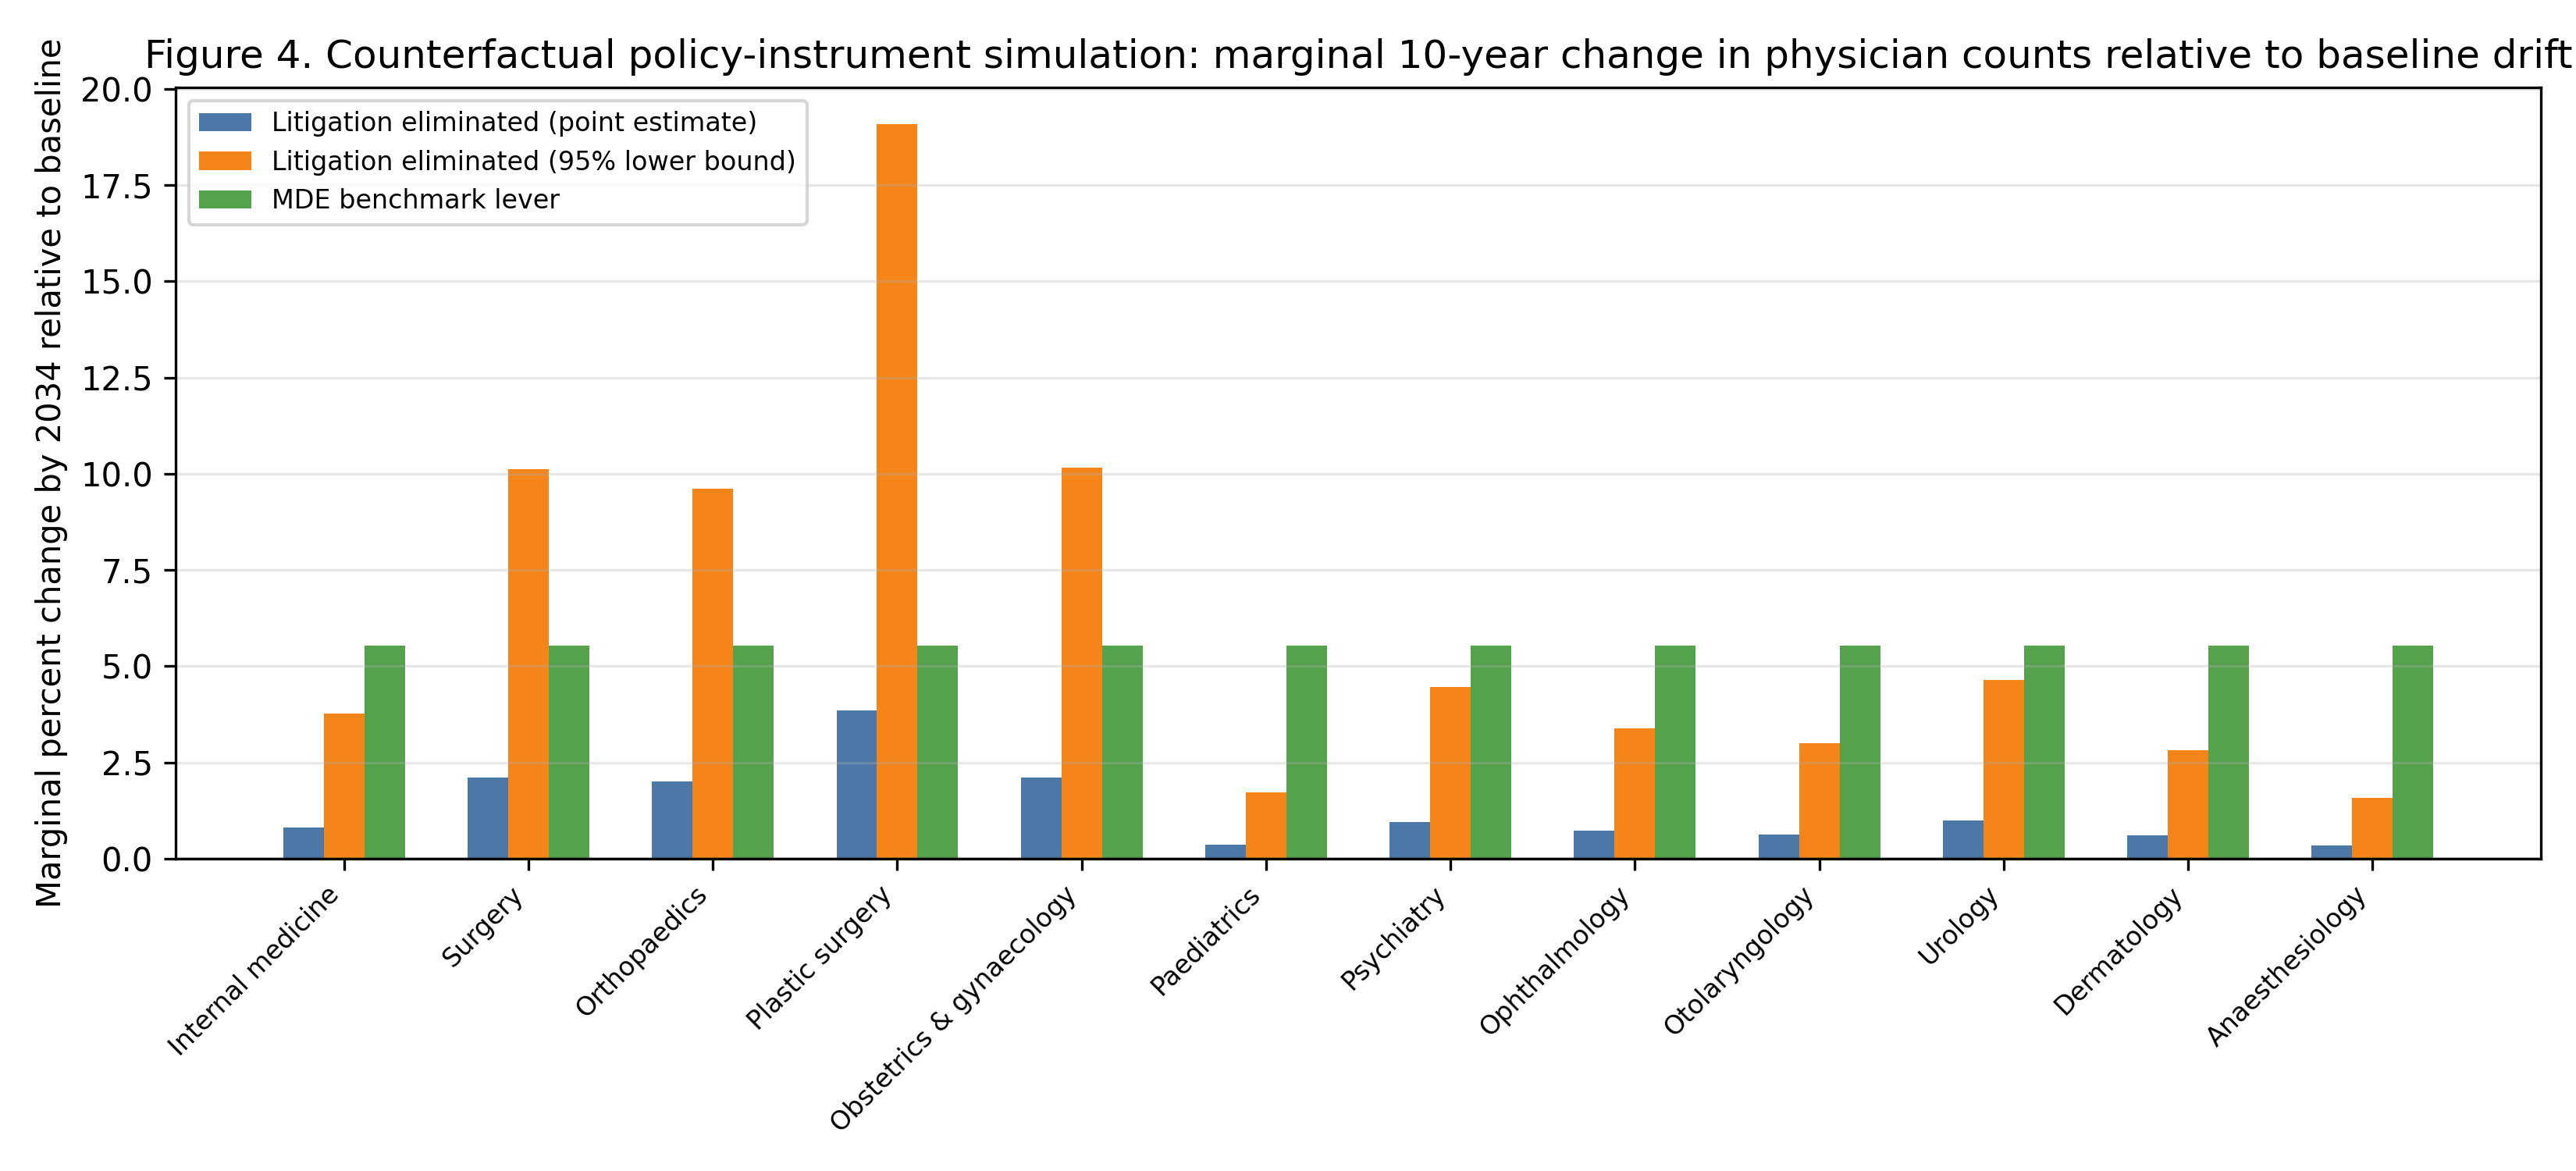 Figure 4. Counterfactual policy-instrument simulation: marginal 10-year change in physician counts relative to baseline drift
Marginal percent change by 2034 relative to baseline
20.0
17.5
15.0
12.5
10.0
7.5
5.0
2.5
0.0
Litigation eliminated (point estimate)
Litigation eliminated (95% lower bound)
MDE benchmark lever
Internal medicine
Surgery
Orthopaedics
Plastic surgery
Obstetrics & gynaecology
Paediatrics
Psychiatry
Ophthalmology
Otolaryngology
Urology
Dermatology
Anaesthesiology